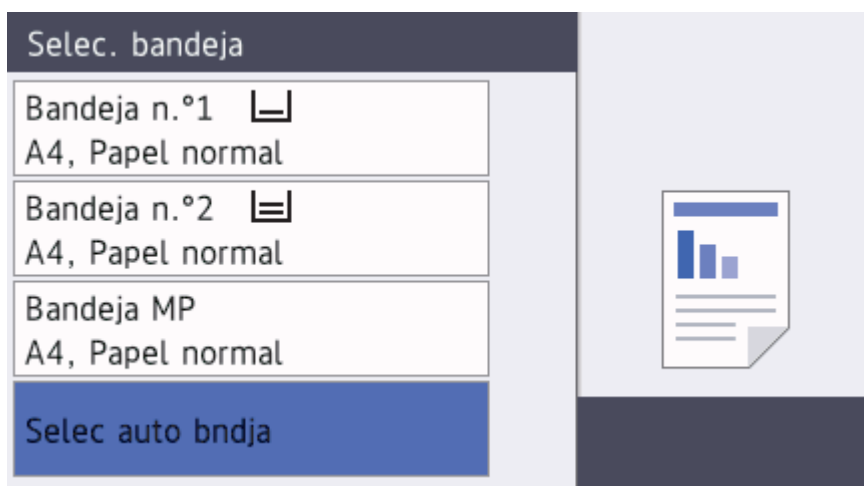 Selec. bandeja
Bandeja n.°1
A4, Papel normal
Bandeja n.°2
A4, Papel normal
Bandeja MP
A4, Papel normal
Selec auto bndja